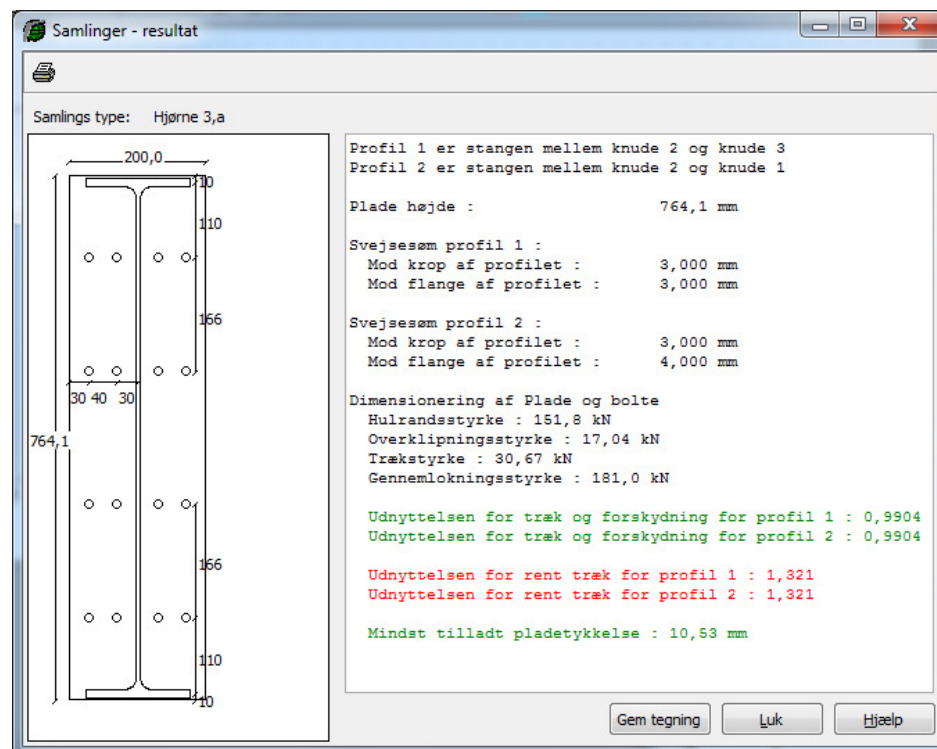 Samlinger - resultat
Samlings type: Hjørne 3,a
200,0
10
110
166
30 40 30
764,1
166
110
10
Profil 1 er stangen mellem knude 2 og knude 3
Profil 2 er stangen mellem knude 2 og knude 1
Plade højde : 764,1 mm
Svejsesøm profil 1 :
Mod krop af profilet : 3,000 mm
Mod flange af profilet : 3,000 mm
Svejsesøm profil 2 :
Mod krop af profilet : 3,000 mm
Mod flange af profilet : 4,000 mm
Dimensionering af Plade og bolte
Hulrandsstyrke : 151,8 kN
Overklipningsstyrke : 17,04 kN
Trækstyrke : 30,67 kN
Gennemlokningsstyrke : 181,0 kN
Udnyttelsen for træk og forskydning for profil 1 : 0,9904
Udnyttelsen for træk og forskydning for profil 2 : 0,9904
Udnyttelsen for rent træk for profil 1 : 1,321
Udnyttelsen for rent træk for profil 2 : 1,321
Mindst tilladt pladetykkelse : 10,53 mm
Gem tegning Luk Hjælp